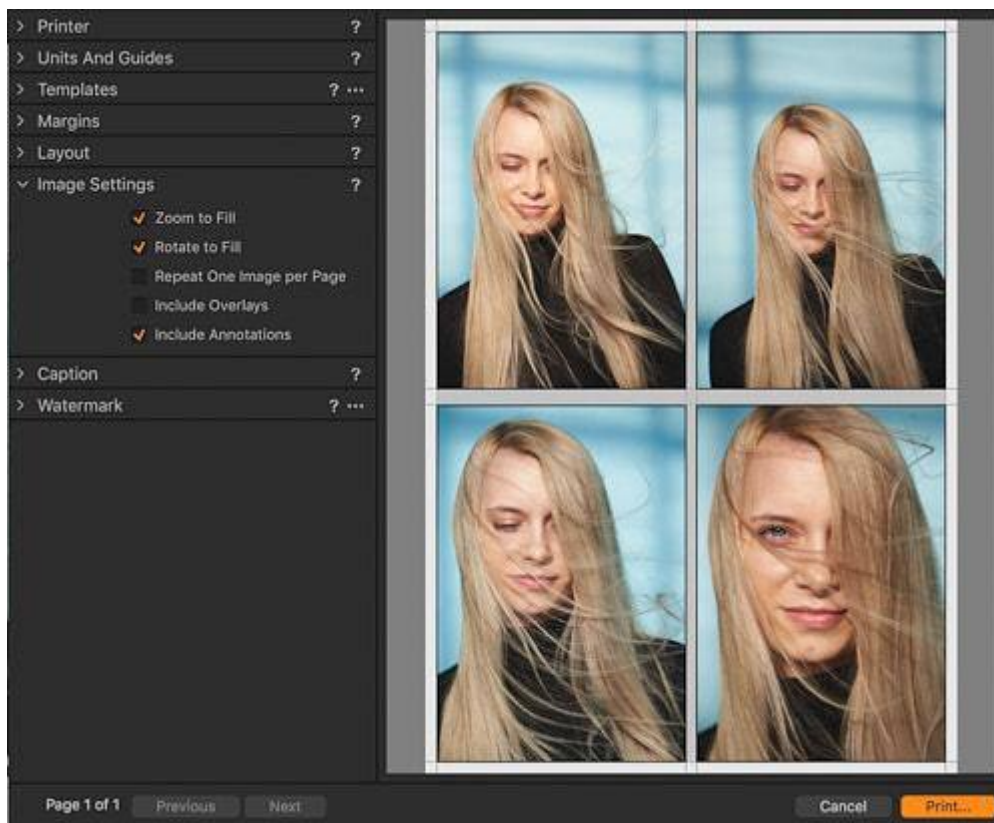 Printer ?
Units And Guides ?
Templates ? ...
Margins ?
Layout ?
Image Settings ?
Zoom to Fill
Rotate to Fill
Repeat One Image per Page
Include Overlays
Include Annotations
Caption ?
Watermark ? ...
Page 1 of 1 Previous Next Cancel Print...